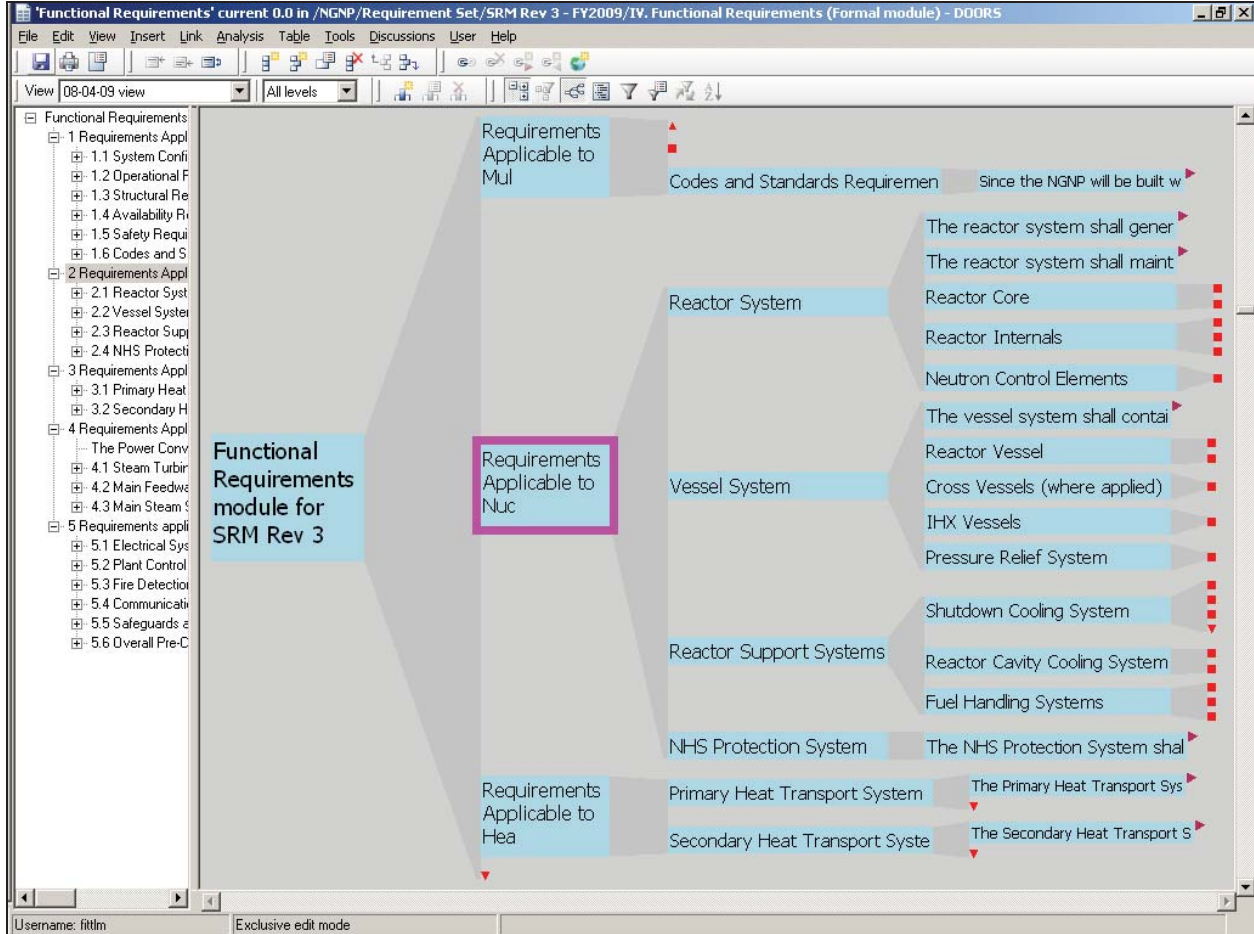 'Functional Requirements' current 0.0 in /NGNP/Requirement Set/SRM Rev 3 - FY2009/IV. Functional Requirements (Formal module) - DOORS
File Edit View Insert Link Analysis Table Tools Discussions User Help
View 08-04-09 view All levels
Functional Requirements
1 Requirements Appl
1.1 System Confi
1.2 Operational F
1.3 Structural Re
1.4 Availability R
1.5 Safety Requi
1.6 Codes and S
2 Requirements Appl
2.1 Reactor Syst
2.2 Vessel System
2.3 Reactor Supp
2.4 NHS Protecti
3 Requirements Appl
3.1 Primary Heat
3.2 Secondary H
4 Requirements Appl
The Power Conv
4.1 Steam Turbin
4.2 Main Feedwa
4.3 Main Steam S
5 Requirements appli
5.1 Electrical Sys
5.2 Plant Control
5.3 Fire Detection
5.4 Communicati
5.5 Safeguards a
5.6 Overall Pre-C
Functional
Requirements
module for
SRM Rev 3
Requirements
Applicable to
Mul
Codes and Standards Requiremen
Since the NGNP will be built w
Requirements
Applicable to
Nuc
Reactor System
The reactor system shall gener
The reactor system shall maint
Reactor Core
Reactor Internals
Neutron Control Elements
Vessel System
The vessel system shall contai
Reactor Vessel
Cross Vessels (where applied)
IHX Vessels
Pressure Relief System
Reactor Support Systems
Shutdown Cooling System
Reactor Cavity Cooling System
Fuel Handling Systems
NHS Protection System
The NHS Protection System shal
Requirements
Applicable to
Hea
Primary Heat Transport System
The Primary Heat Transport Sys
Secondary Heat Transport Syste
The Secondary Heat Transport S
Username: fittlm
Exclusive edit mode